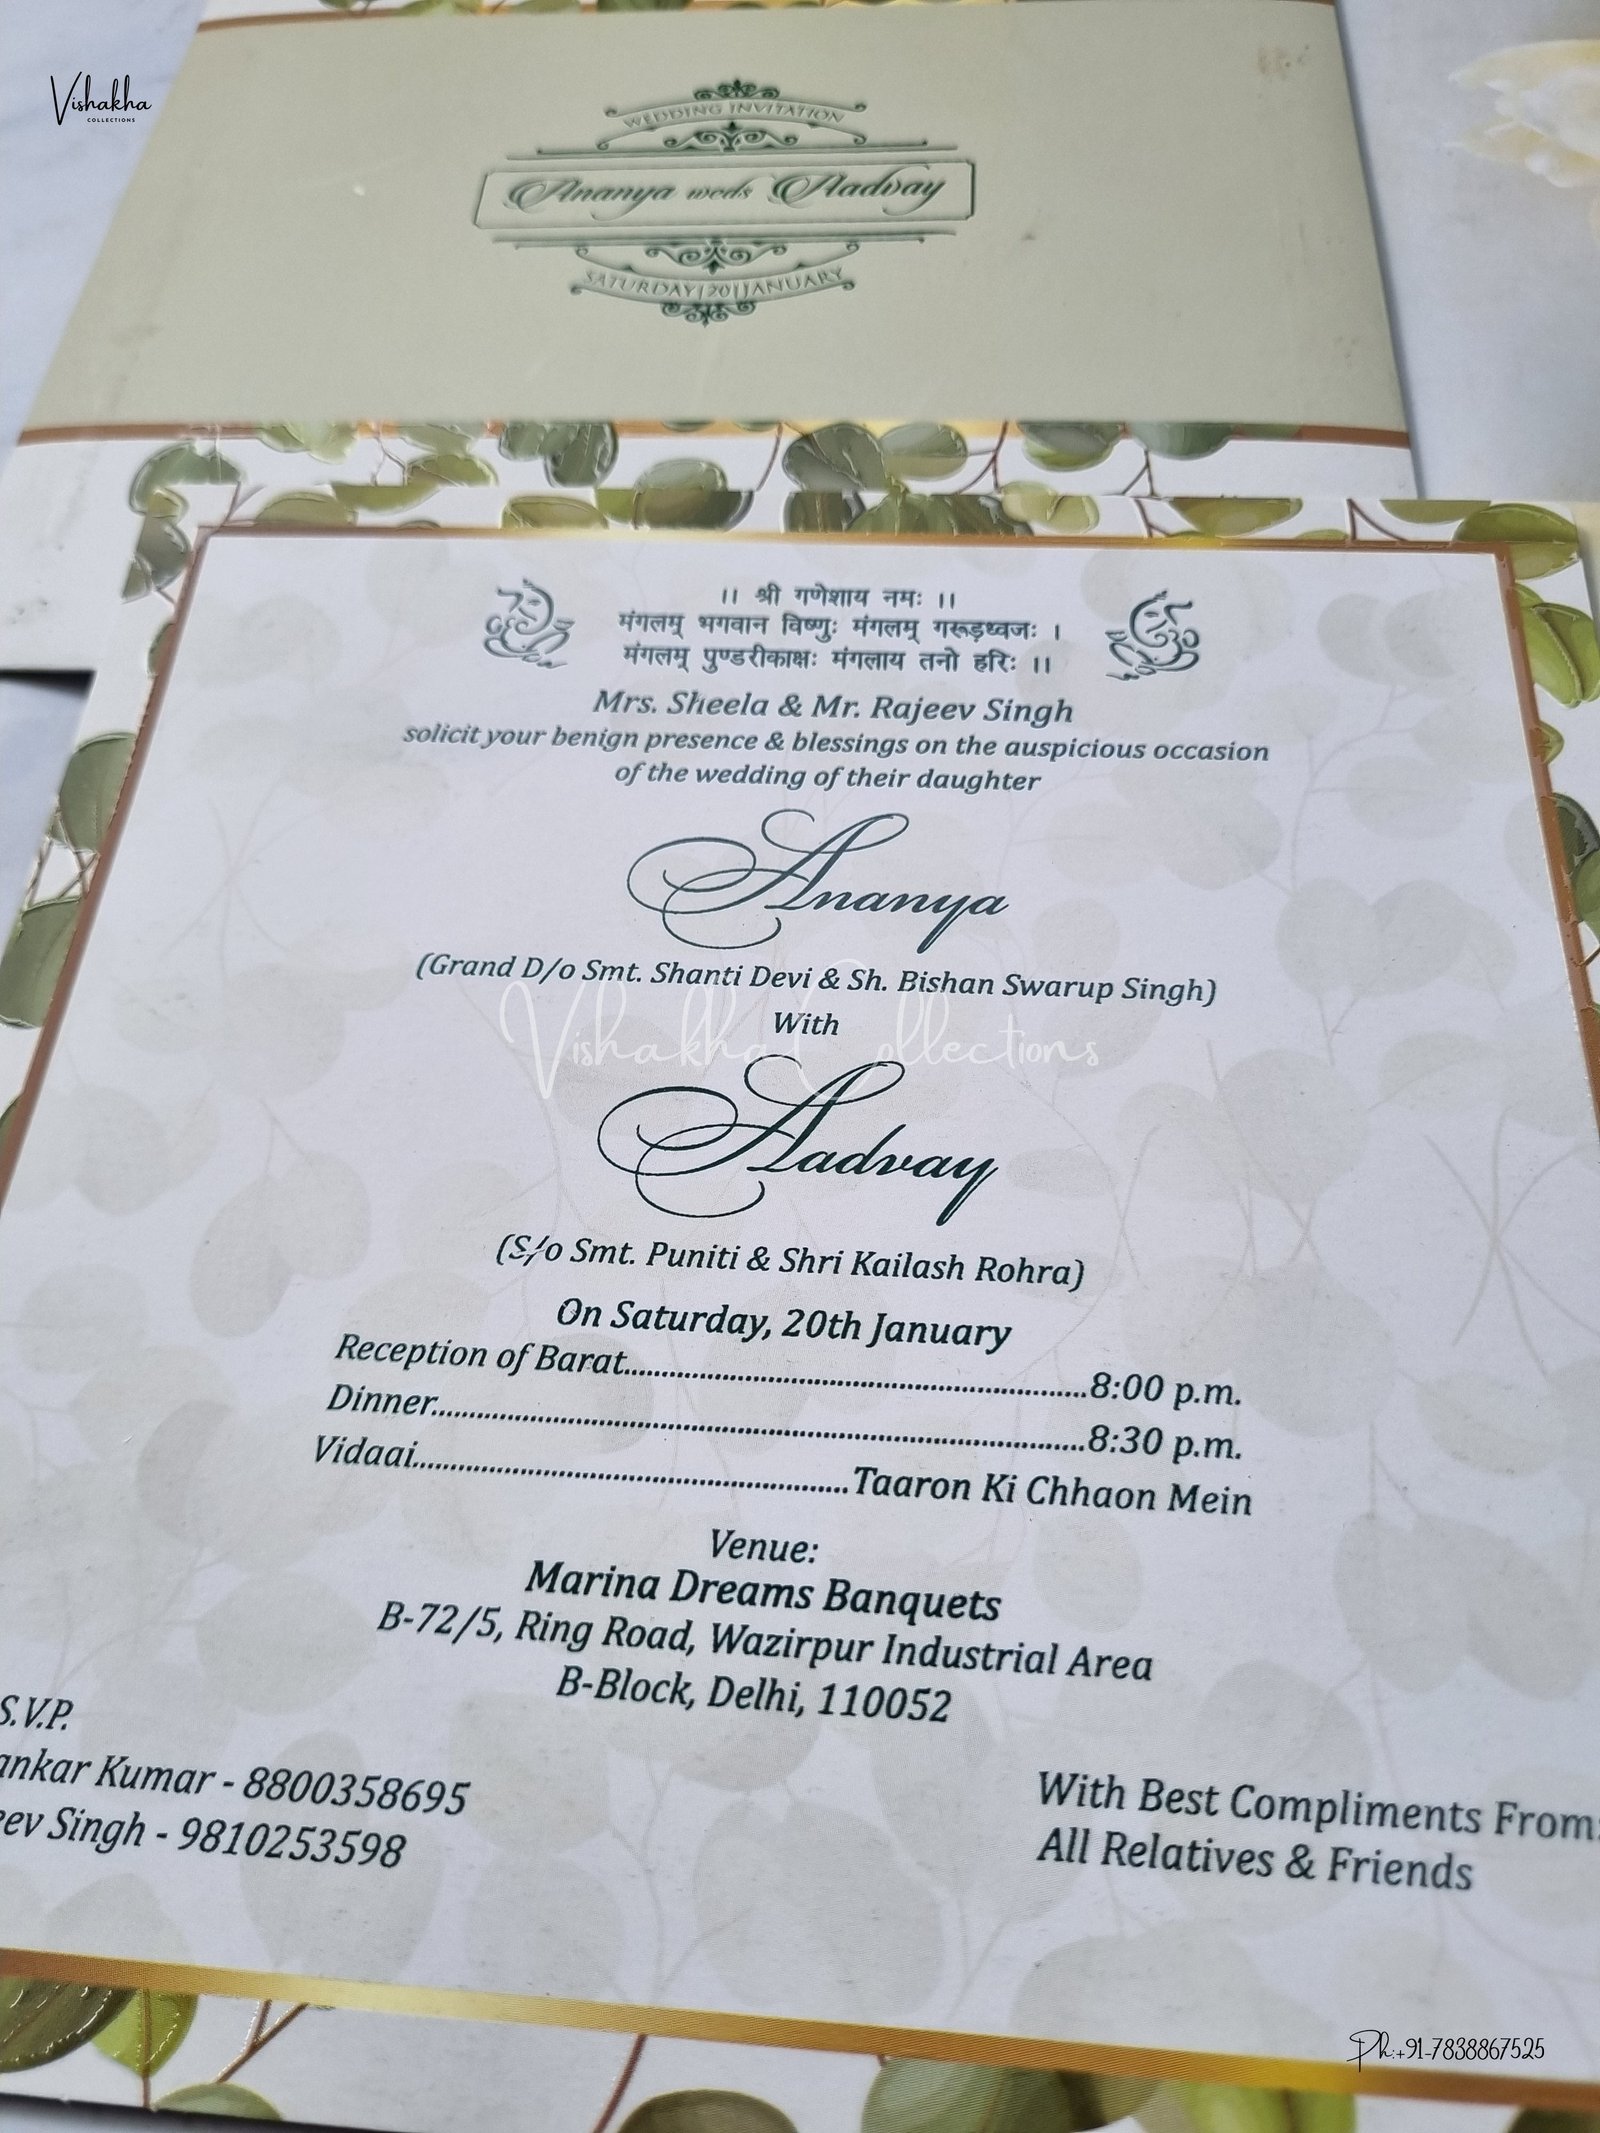 Vishakha
COLLECTIONS
WEDDING INVITATION
Ananya weds Aadvay
SATURDAY|20|JANUARY
।। श्री गणेशाय नमः ।।
मंगलम् भगवान विष्णुः मंगलम् गरूड़ध्वजः ।
मंगलम् पुण्डरीकाक्षः मंगलाय तनो हरिः ।।
Mrs. Sheela & Mr. Rajeev Singh
solicit your benign presence & blessings on the auspicious occasion
of the wedding of their daughter
Ananya
(Grand D/o Smt. Shanti Devi & Sh. Bishan Swarup Singh)
With
Vishakha Collections
Aadvay
(S/o Smt. Puniti & Shri Kailash Rohra)
On Saturday, 20th January
Reception of Barat..........8:00 p.m.
Dinner..........8:30 p.m.
Vidaai..........Taaron Ki Chhaon Mein
Venue:
Marina Dreams Banquets
B-72/5, Ring Road, Wazirpur Industrial Area
B-Block, Delhi, 110052
S.V.P.
ankar Kumar - 8800358695
eev Singh - 9810253598
With Best Compliments From:
All Relatives & Friends
Ph:+91-7838867525